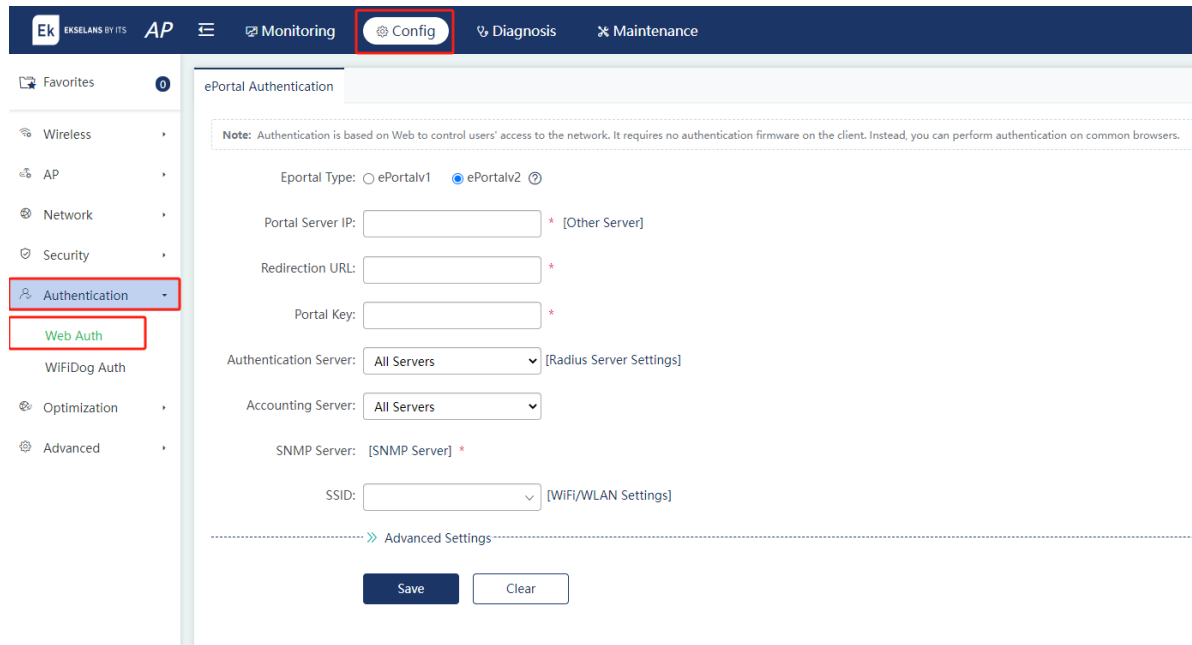 Ek EKSELANS BY ITS AP Monitoring Config Diagnosis Maintenance
Favorites 0
Wireless
AP
Network
Security
Authentication
Web Auth
WiFiDog Auth
Optimization
Advanced
ePortal Authentication
Note: Authentication is based on Web to control users' access to the network. It requires no authentication firmware on the client. Instead, you can perform authentication on common browsers.
Eportal Type: ePortalv1 ePortalv2 ?
Portal Server IP: * [Other Server]
Redirection URL: *
Portal Key: *
Authentication Server: All Servers [Radius Server Settings]
Accounting Server: All Servers
SNMP Server: [SNMP Server] *
SSID: [WiFi/WLAN Settings]
Advanced Settings
Save Clear